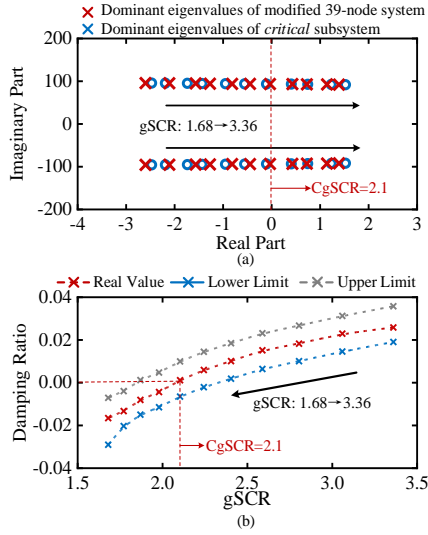 Dominant eigenvalues of modified 39-node system
Dominant eigenvalues of critical subsystem
200
100
0
-100
-200
Imaginary Part
gSCR: 1.68→3.36
CgSCR=2.1
-4 -3 -2 -1 0 1 2 3
Real Part
(a)
Real Value Lower Limit Upper Limit
0.04
0.02
0.00
-0.02
-0.04
Damping Ratio
gSCR: 1.68→3.36
CgSCR=2.1
1.5 2.0 2.5 3.0 3.5
gSCR
(b)